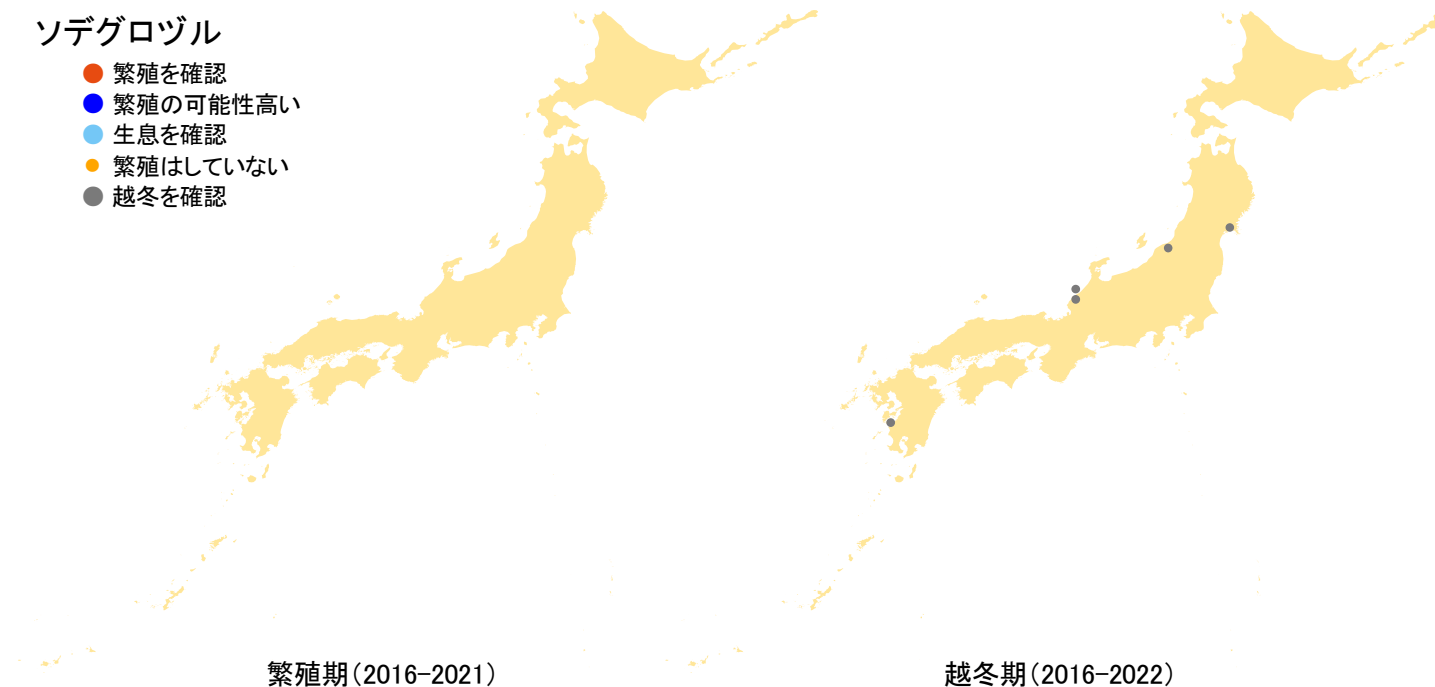 ソデグロヅル
繁殖を確認
繁殖の可能性高い
生息を確認
繁殖はしていない
越冬を確認
繁殖期（2016-2021）
越冬期（2016-2022）